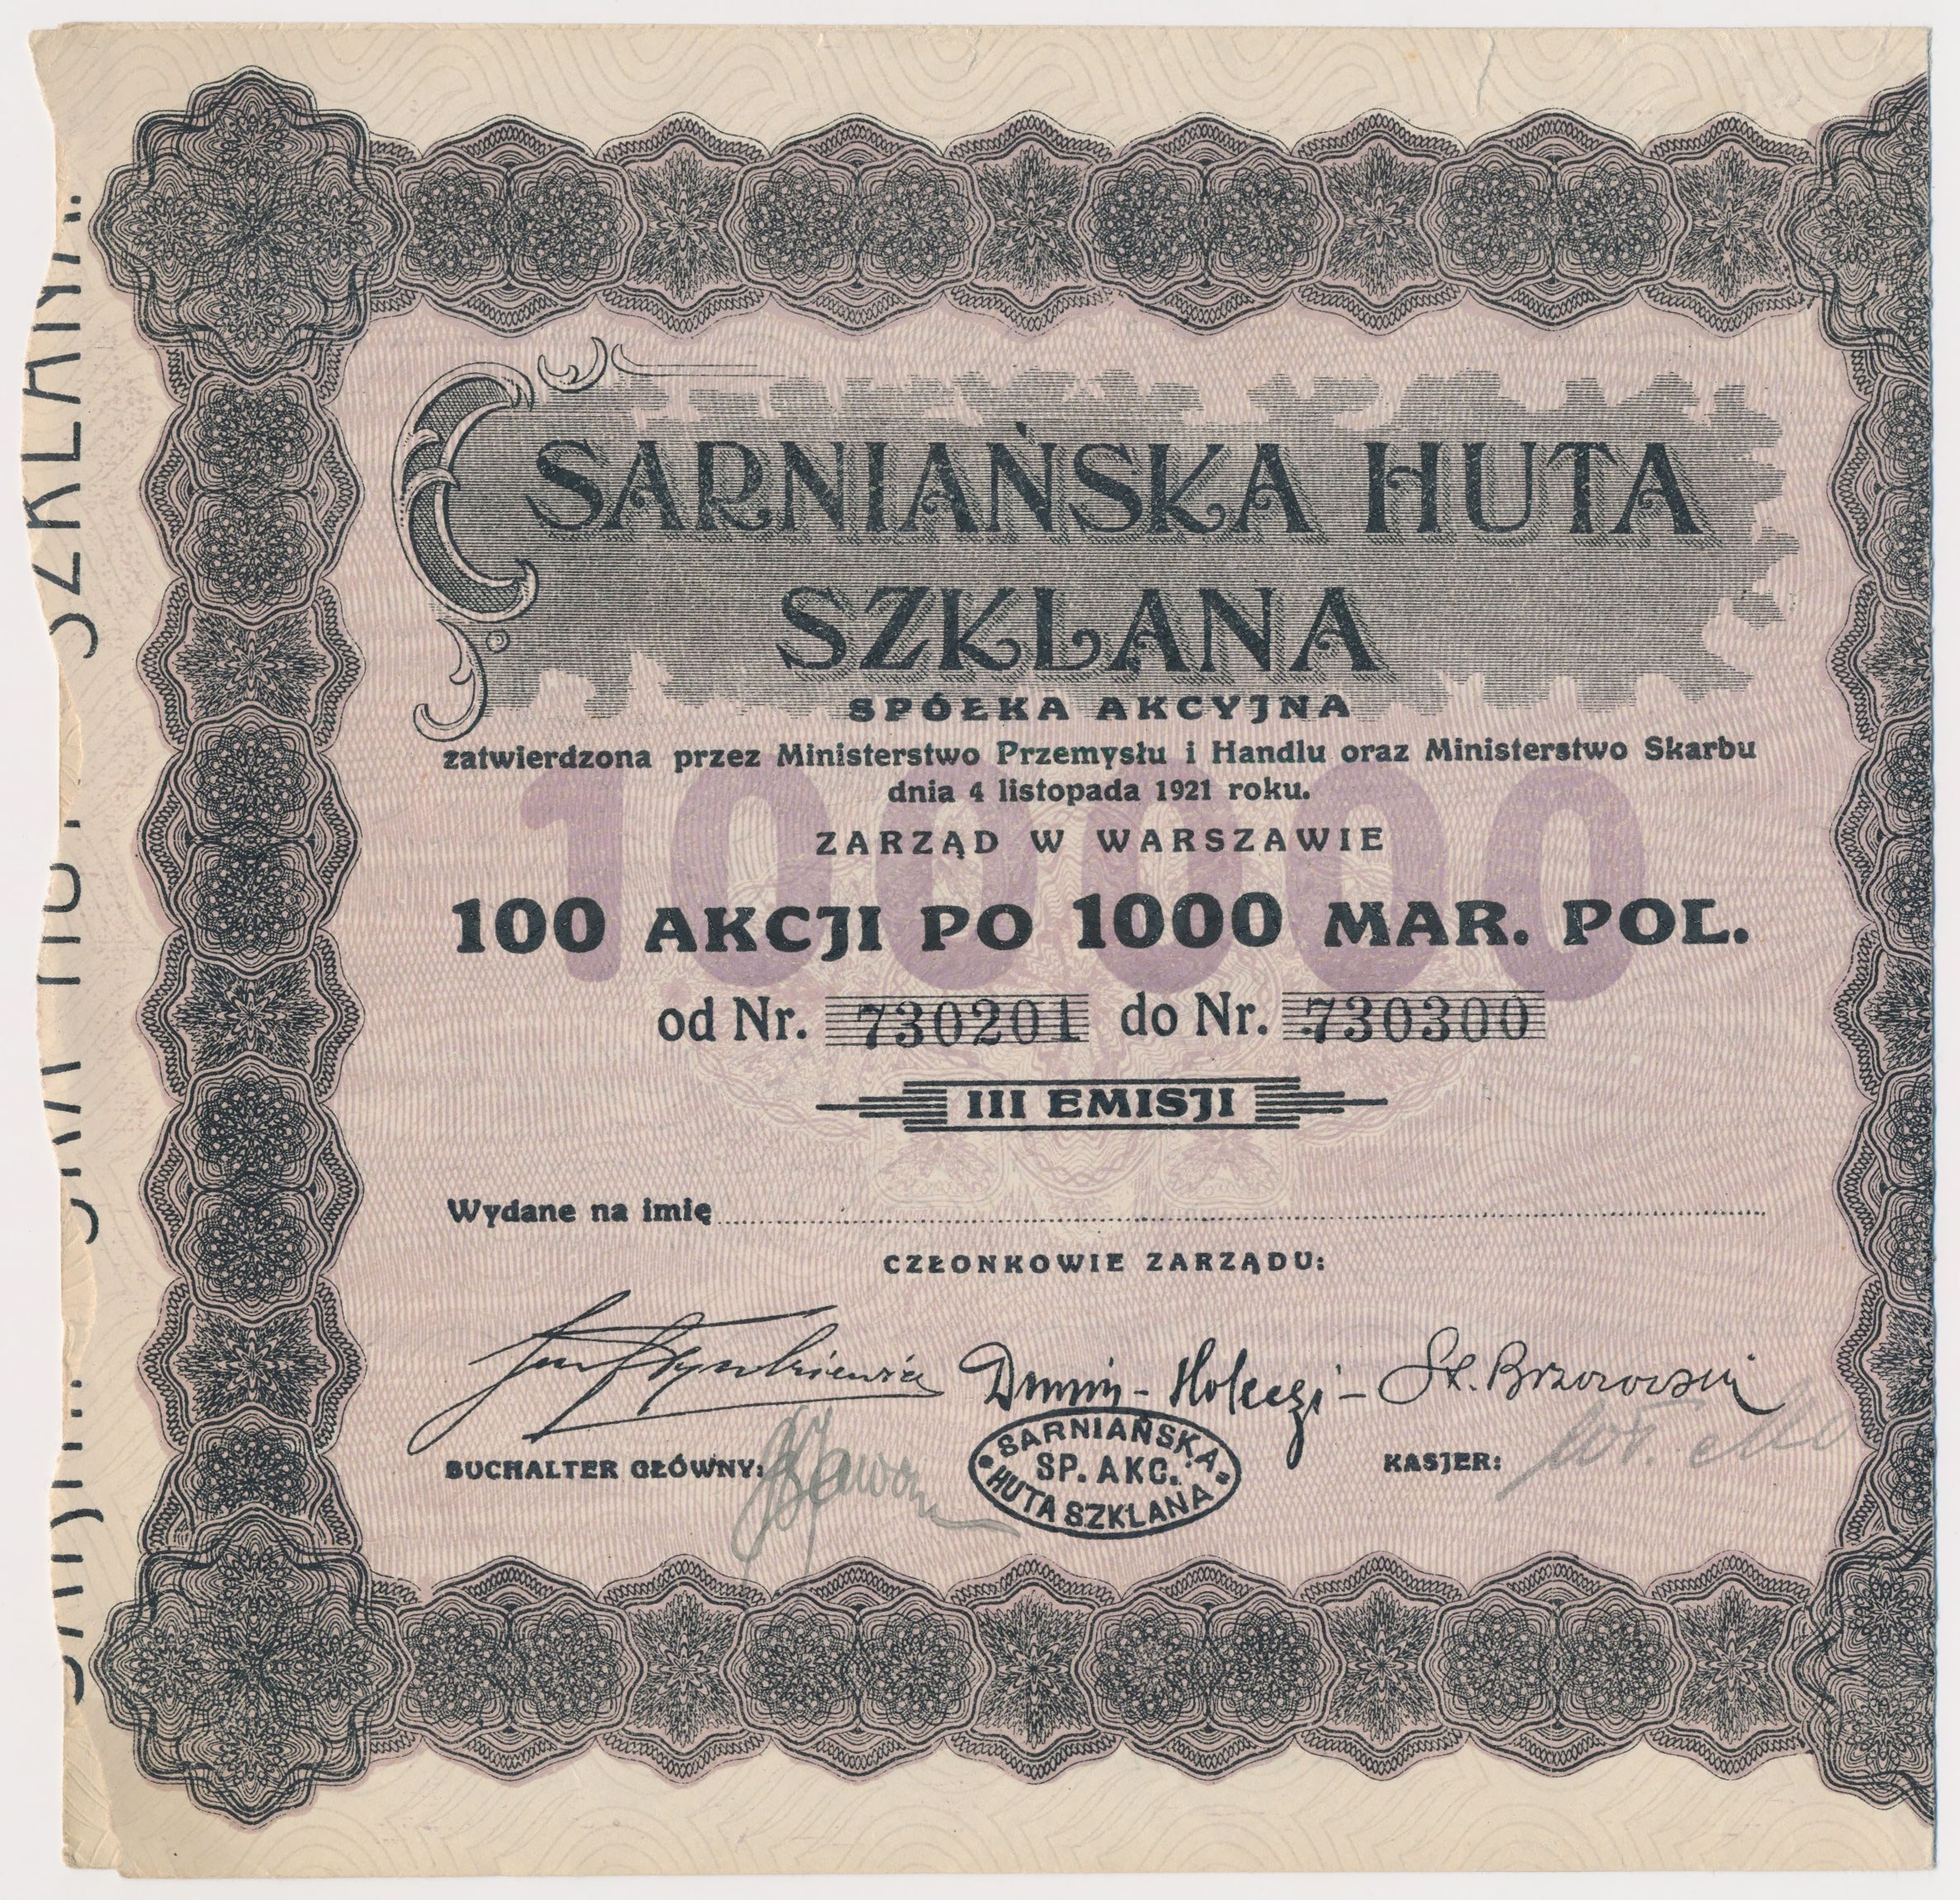 SARNIAŃSKA HUTA
SZKLANA
SPÓŁKA AKCYJNA
zatwierdzona przez Ministerstwo Przemysłu i Handlu oraz Ministerstwo Skarbu
dnia 4 listopada 1921 roku.
ZARZĄD W WARSZAWIE
100000
100 AKCJI PO 1000 MAR. POL.
od Nr. 730201 do Nr. 730300
III EMISJI
Wydane na imię
CZŁONKOWIE ZARZĄDU:
St. Brzozowski
BUCHALTER GŁÓWNY:
KASJER:
SARNIAŃSKA
SP. AKC.
HUTA SZKLANA